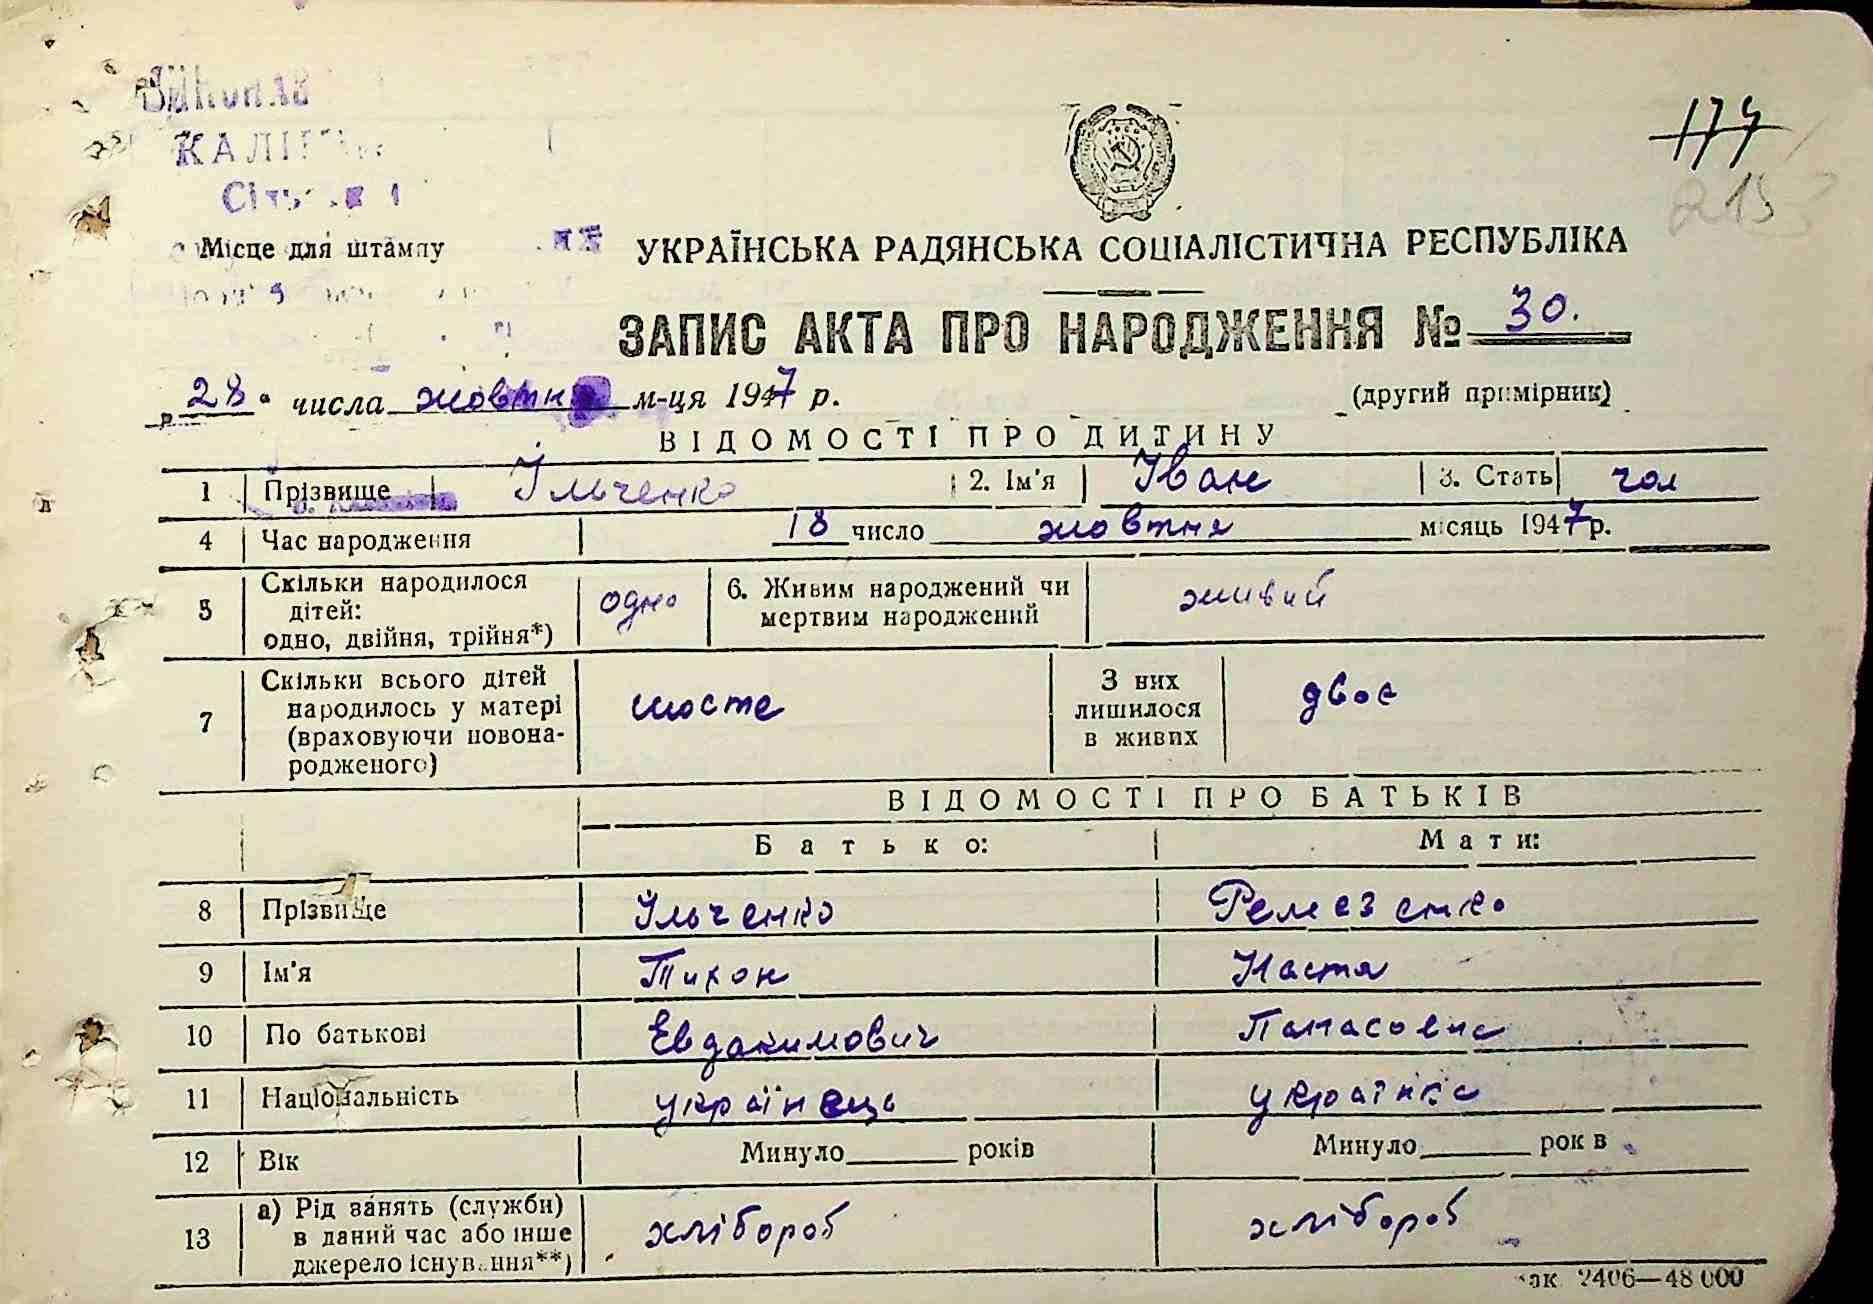 КАЛІН
174
215
Місце для штампу
УКРАЇНСЬКА РАДЯНСЬКА СОЦІАЛІСТИЧНА РЕСПУБЛІКА
ЗАПИС АКТА ПРО НАРОДЖЕННЯ № 30.
28 числа жовтня м-ця 1947 р. (другий примірник)
ВІДОМОСТІ ПРО ДИТИНУ
1 Прізвище Ільченко 2. Ім'я Іван 3. Стать чол
4 Час народження 18 число жовтня місяць 1947 р.
5 Скільки народилося дітей: одно, двійня, трійня*) одно 6. Живим народжений чи мертвим народжений живий
7 Скільки всього дітей народилось у матері (враховуючи новонародженого) шосте З них лишилося в живих двоє
ВІДОМОСТІ ПРО БАТЬКІВ
Батько: Мати:
8 Прізвище Ільченко Ремезенко
9 Ім'я Тихон Настя
10 По батькові Евдакимович Панасовна
11 Національність українець українка
12 Вік Минуло років Минуло років
13 а) Рід занять (служби) в даний час або інше джерело існування**) хлібороб хлібороб
Зак 2406—48 000